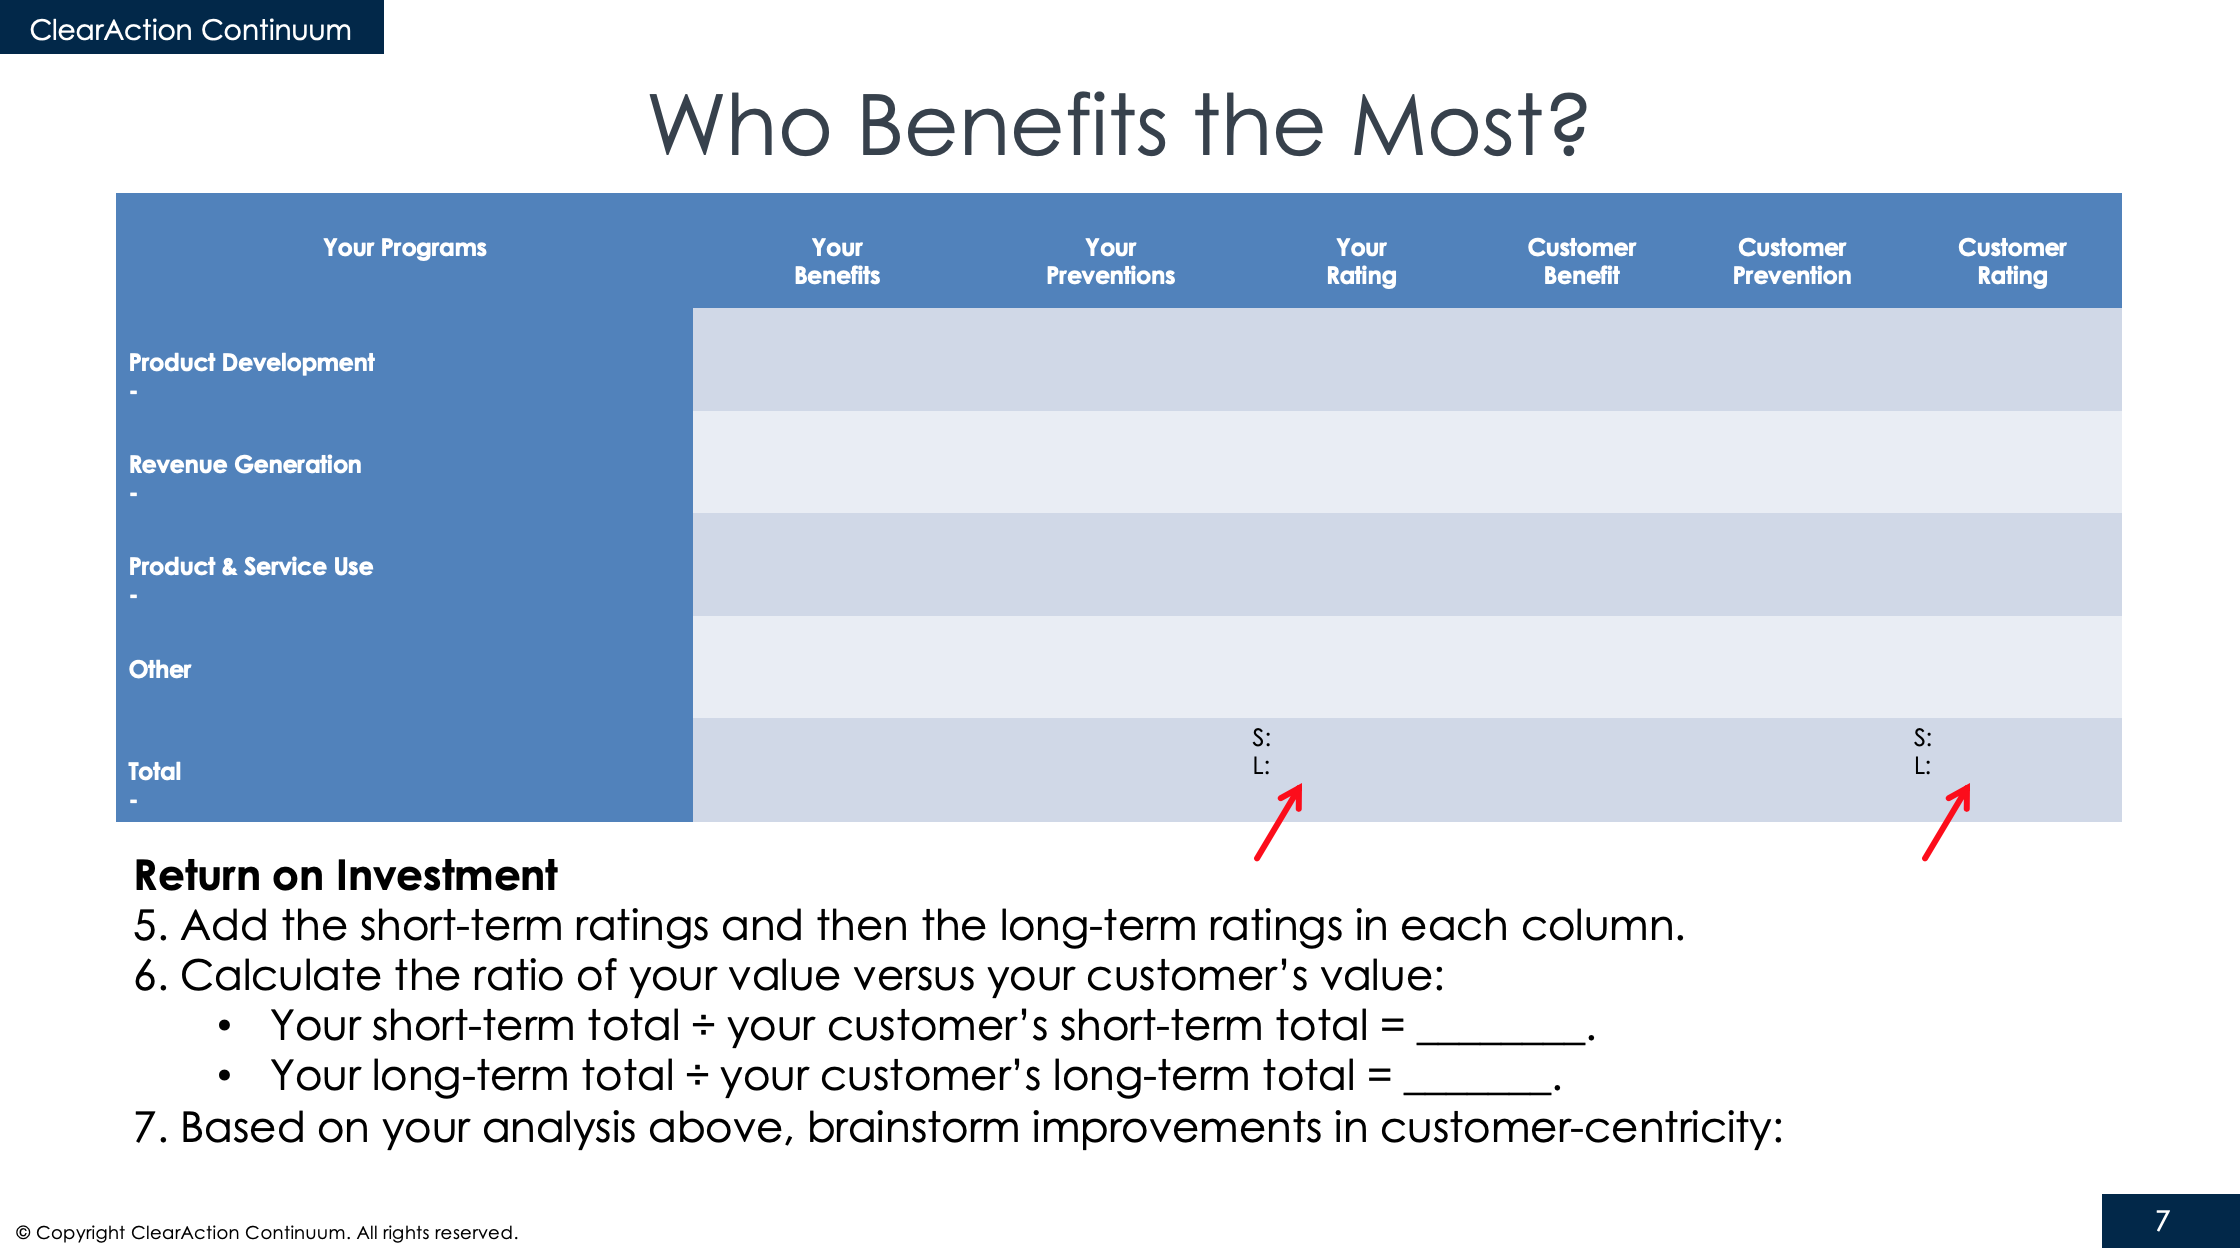 ClearAction Continuum
Who Benefits the Most?
Your Programs
Your
Benefits
Your
Preventions
Your
Rating
Customer
Benefit
Customer
Prevention
Customer
Rating
Product Development
-
Revenue Generation
-
Product & Service Use
-
Other
Total
-
S:
L:
S:
L:
Return on Investment
5. Add the short-term ratings and then the long-term ratings in each column.
6. Calculate the ratio of your value versus your customer’s value:
• Your short-term total ÷ your customer’s short-term total = ________.
• Your long-term total ÷ your customer’s long-term total = _______.
7. Based on your analysis above, brainstorm improvements in customer-centricity:
© Copyright ClearAction Continuum. All rights reserved.
7